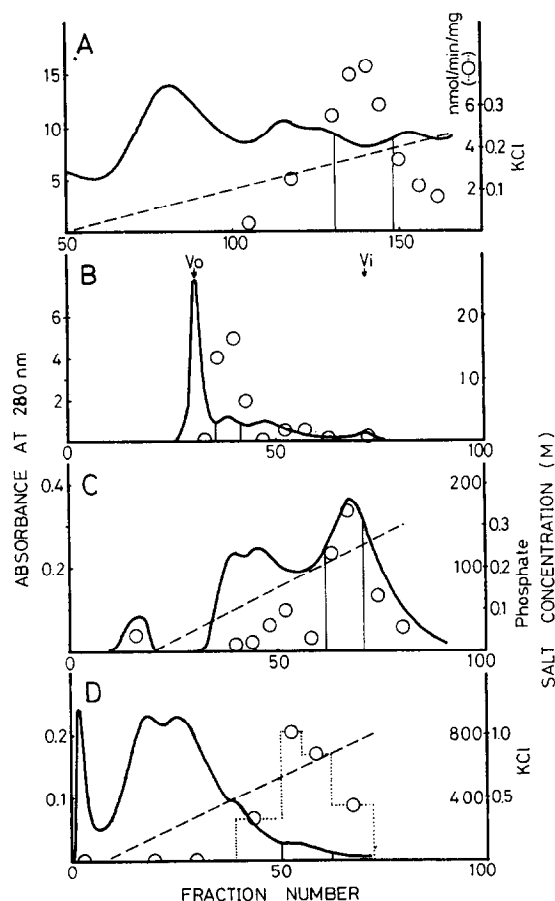 A
15
10
5
50
100
150
nmol/min/mg
(-O-)
6
4
2
0.3
0.2
0.1
KCl
B
Vo
Vi
6
4
2
0
50
100
20
10
ABSORBANCE AT 280 nm
C
0.4
0.2
0
50
100
200
100
0.3
0.2
0.1
Phosphate
SALT CONCENTRATION (M)
D
0.2
0.1
0
50
100
800
400
1.0
0.5
KCl
FRACTION NUMBER